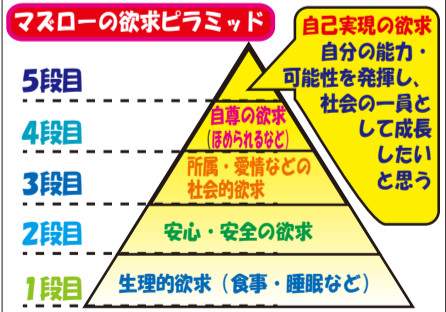 マズローの欲求ピラミッド
自己実現の欲求
自分の能力・
可能性を発揮し、
社会の一員と
して成長
したい
と思う
5段目
4段目
自尊の欲求
(ほめられるなど)
3段目
所属・愛情などの
社会的欲求
2段目
安心・安全の欲求
1段目
生理的欲求（食事・睡眠など）